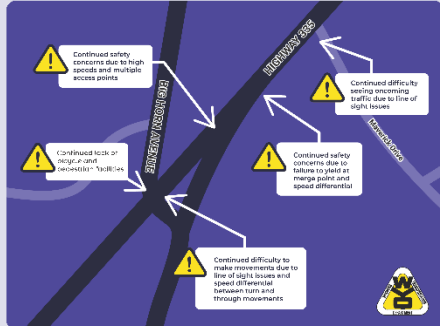 HIGHWAY 335
Continued safety
concerns due to high
speeds and multiple
access points
BIG HORN AVENUE
Continued difficulty
seeing oncoming
traffic due to line of
sight issues
Maverick Drive
Continued lack of
bicycle and
pedestrian facilities
Continued safety
concerns due to
failure to yield at
merge point and
speed differential
Continued difficulty to
make movements due to
line of sight issues and
speed differential
between turn and
through movements
WYO